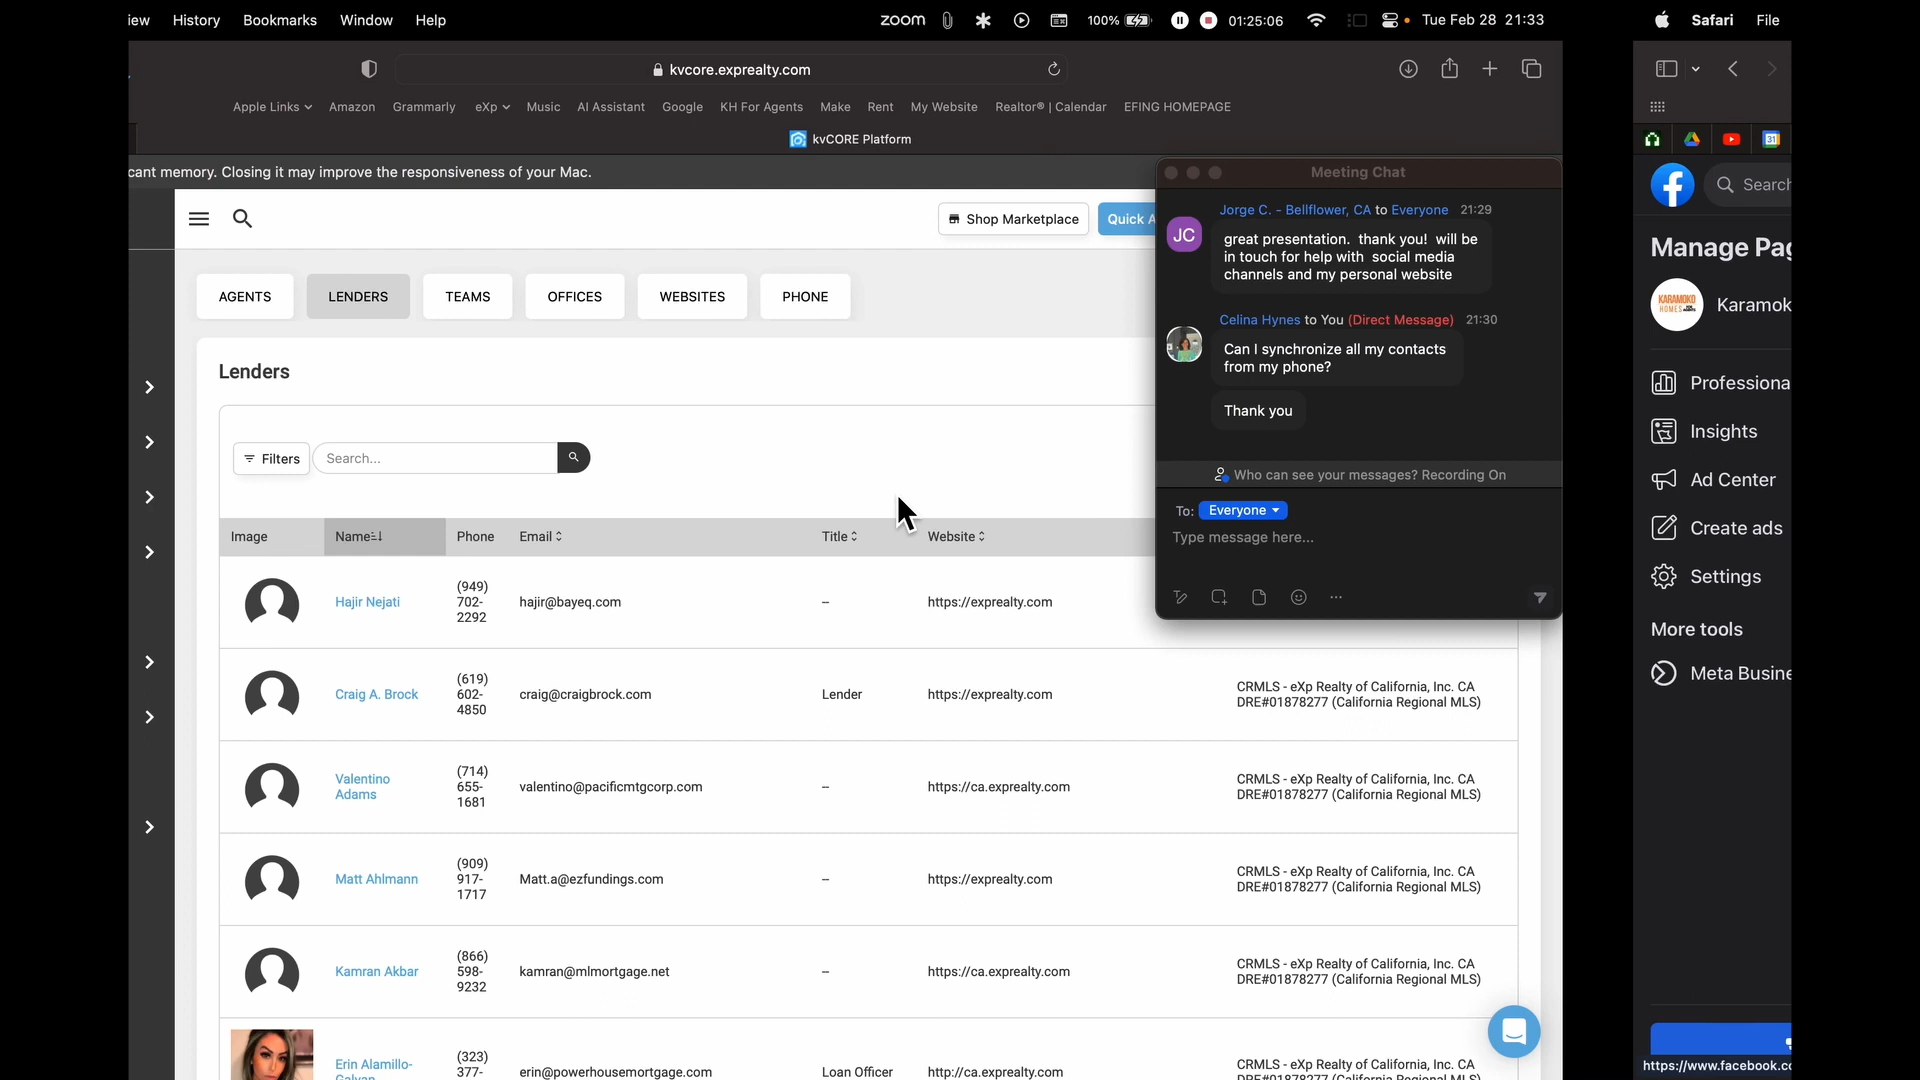 iew History Bookmarks Window Help zoom 100% 01:25:06 Tue Feb 28 21:33
Safari File
kvcore.exprealty.com
Apple Links Amazon Grammarly eXp Music AI Assistant Google KH For Agents Make Rent My Website Realtor® | Calendar EFING HOMEPAGE
kvCORE Platform
cant memory. Closing it may improve the responsiveness of your Mac.
Shop Marketplace Quick A
AGENTS LENDERS TEAMS OFFICES WEBSITES PHONE
Lenders
Filters Search...
Image Name Phone Email Title Website
Hajir Nejati (949) 702-2292 hajir@bayeq.com -- https://exprealty.com
Craig A. Brock (619) 602-4850 craig@craigbrock.com Lender https://exprealty.com CRMLS - eXp Realty of California, Inc. CA DRE#01878277 (California Regional MLS)
Valentino Adams (714) 655-1681 valentino@pacificmtgcorp.com -- https://ca.exprealty.com CRMLS - eXp Realty of California, Inc. CA DRE#01878277 (California Regional MLS)
Matt Ahlmann (909) 917-1717 Matt.a@ezfundings.com -- https://exprealty.com CRMLS - eXp Realty of California, Inc. CA DRE#01878277 (California Regional MLS)
Kamran Akbar (866) 598-9232 kamran@mlmortgage.net -- https://ca.exprealty.com CRMLS - eXp Realty of California, Inc. CA DRE#01878277 (California Regional MLS)
Erin Alamillo- (323) 377- erin@powerhousemortgage.com Loan Officer http://ca.exprealty.com CRMLS - eXp Realty of California, Inc. CA
Meeting Chat
Jorge C. - Bellflower, CA to Everyone 21:29
JC
great presentation. thank you! will be
in touch for help with social media
channels and my personal website
Celina Hynes to You (Direct Message) 21:30
Can I synchronize all my contacts
from my phone?
Thank you
Who can see your messages? Recording On
To: Everyone
Type message here...
31
Search
Manage Pag
KARAMOKO
HOMES
Karamok
Professiona
Insights
Ad Center
Create ads
Settings
More tools
Meta Busine
https://www.facebook.co